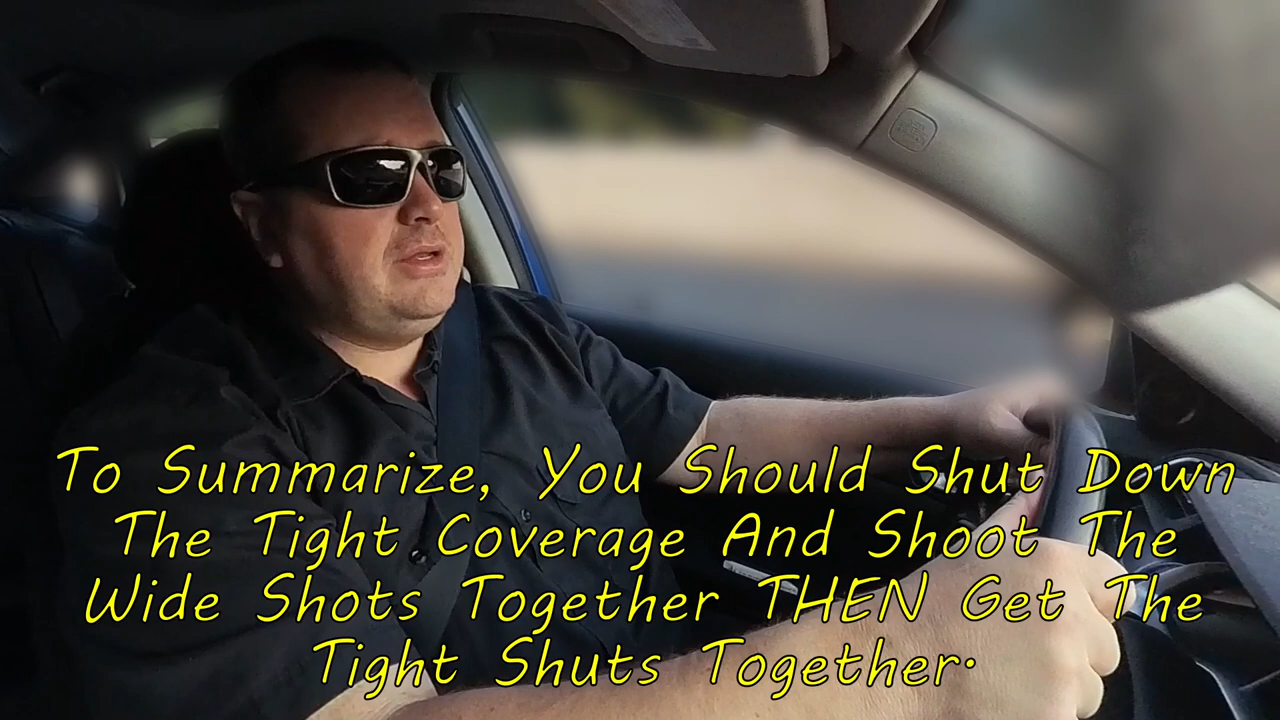 To Summarize, You Should Shut Down
The Tight Coverage And Shoot The
Wide Shots Together THEN Get The
Tight Shuts Together.